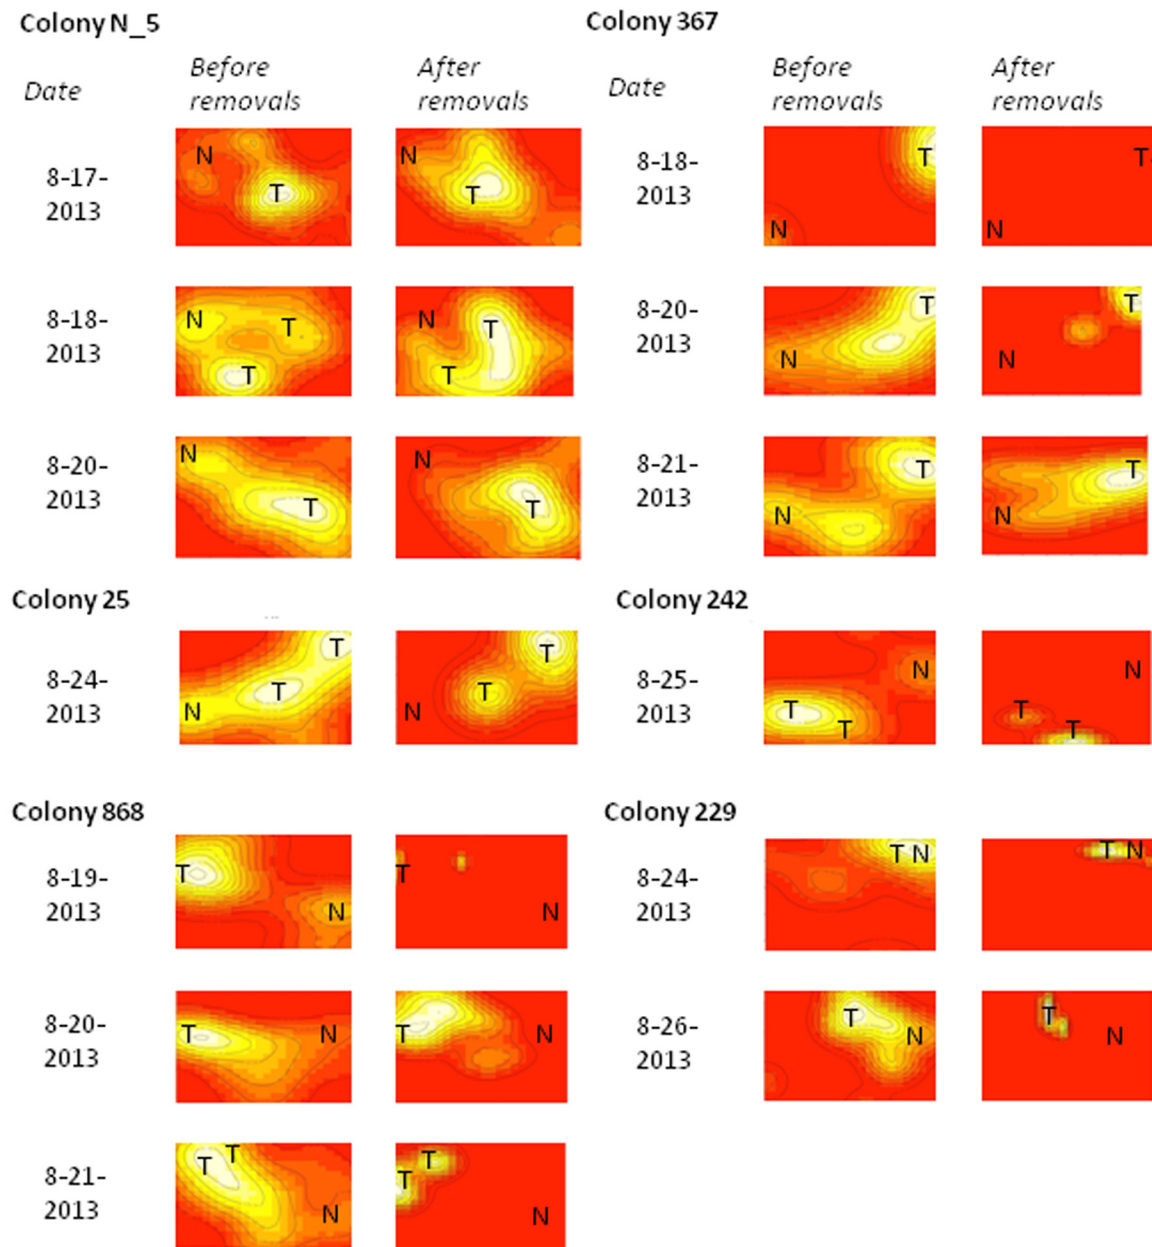 Colony N_5
Colony 367
Date
Before
removals
After
removals
Date
Before
removals
After
removals
8-17-
2013
N
T
N
T
8-18-
2013
T
N
T
N
8-18-
2013
N
T
T
N
T
T
8-20-
2013
T
N
T
N
8-20-
2013
N
T
N
T
8-21-
2013
T
N
T
N
Colony 25
Colony 242
8-24-
2013
T
T
N
T
T
N
8-25-
2013
N
T
T
N
T
T
Colony 868
Colony 229
8-19-
2013
T
N
T
N
8-24-
2013
T N
T N
8-20-
2013
T
N
T
N
8-26-
2013
T
N
T
N
8-21-
2013
T
T
N
T
T
N